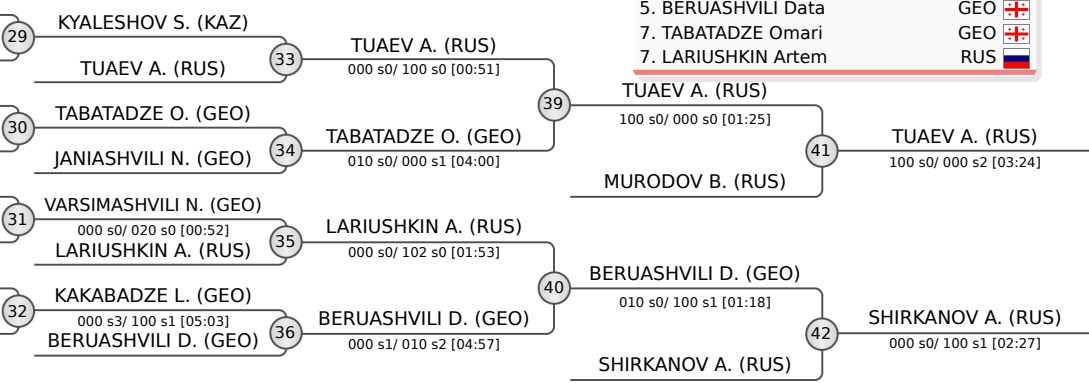 5. BERUASHVILI Data GEO
7. TABATADZE Omari GEO
7. LARIUSHKIN Artem RUS
29
KYALESHOV S. (KAZ)
TUAEV A. (RUS)
33
TUAEV A. (RUS)
000 s0/ 100 s0 [00:51]
30
TABATADZE O. (GEO)
JANIASHVILI N. (GEO)
34
TABATADZE O. (GEO)
010 s0/ 000 s1 [04:00]
39
TUAEV A. (RUS)
100 s0/ 000 s0 [01:25]
MURODOV B. (RUS)
41
TUAEV A. (RUS)
100 s0/ 000 s2 [03:24]
31
VARSIMASHVILI N. (GEO)
000 s0/ 020 s0 [00:52]
LARIUSHKIN A. (RUS)
35
LARIUSHKIN A. (RUS)
000 s0/ 102 s0 [01:53]
32
KAKABADZE L. (GEO)
000 s3/ 100 s1 [05:03]
BERUASHVILI D. (GEO)
36
BERUASHVILI D. (GEO)
000 s1/ 010 s2 [04:57]
40
BERUASHVILI D. (GEO)
010 s0/ 100 s1 [01:18]
SHIRKANOV A. (RUS)
42
SHIRKANOV A. (RUS)
000 s0/ 100 s1 [02:27]